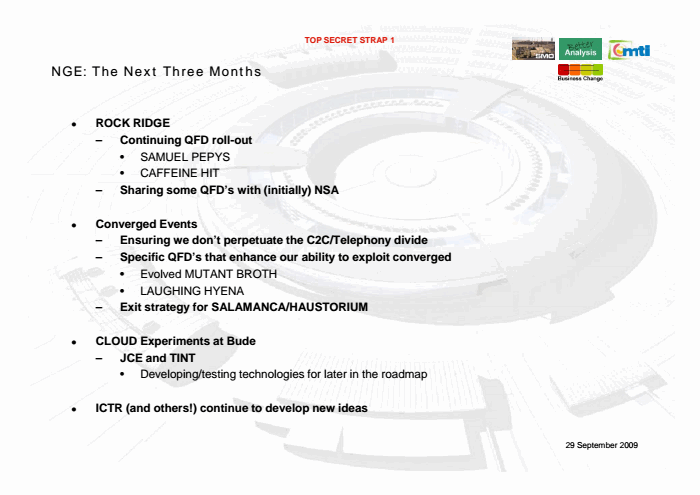 TOP SECRET STRAP 1
SMO
Better
Analysis
mti
Business Change
NGE: The Next Three Months
• ROCK RIDGE
– Continuing QFD roll-out
• SAMUEL PEPYS
• CAFFEINE HIT
– Sharing some QFD's with (initially) NSA
• Converged Events
– Ensuring we don't perpetuate the C2C/Telephony divide
– Specific QFD's that enhance our ability to exploit converged
• Evolved MUTANT BROTH
• LAUGHING HYENA
– Exit strategy for SALAMANCA/HAUSTORIUM
• CLOUD Experiments at Bude
– JCE and TINT
• Developing/testing technologies for later in the roadmap
• ICTR (and others!) continue to develop new ideas
29 September 2009